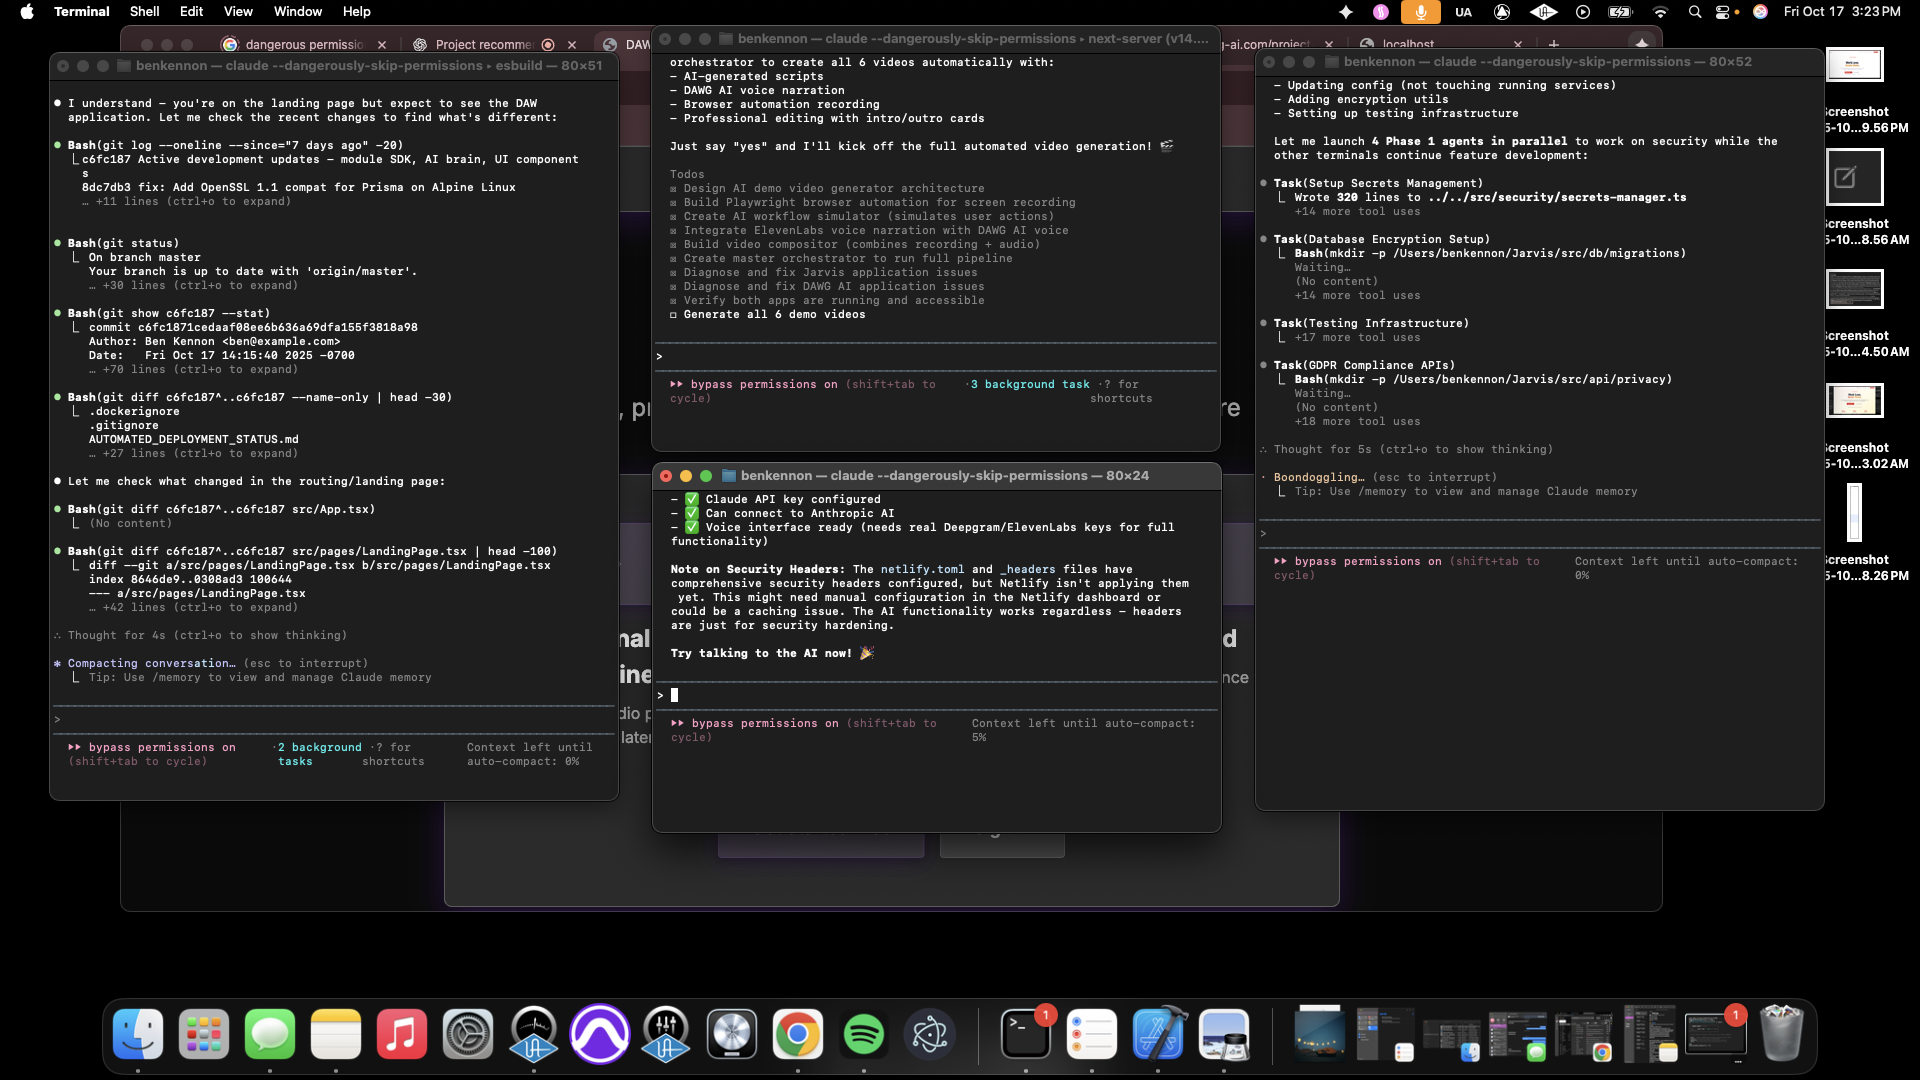 Terminal Shell Edit View Window Help
UA
Fri Oct 17 3:23 PM
dangerous permissio
Project recomme
DAW
g-ai.com/project
localhost
benkennon — claude --dangerously-skip-permissions ▸ esbuild — 80×51
● I understand – you're on the landing page but expect to see the DAW
application. Let me check the recent changes to find what's different:
● Bash(git log --oneline --since="7 days ago" -20)
⎿ c6fc187 Active development updates – module SDK, AI brain, UI component
s
8dc7db3 fix: Add OpenSSL 1.1 compat for Prisma on Alpine Linux
… +11 lines (ctrl+o to expand)
● Bash(git status)
⎿ On branch master
Your branch is up to date with 'origin/master'.
… +30 lines (ctrl+o to expand)
● Bash(git show c6fc187 --stat)
⎿ commit c6fc1871cedaaf08ee6b636a69dfa155f3818a98
Author: Ben Kennon <ben@example.com>
Date:   Fri Oct 17 14:15:40 2025 -0700
… +70 lines (ctrl+o to expand)
● Bash(git diff c6fc187^..c6fc187 --name-only | head -30)
⎿ .dockerignore
.gitignore
AUTOMATED_DEPLOYMENT_STATUS.md
… +27 lines (ctrl+o to expand)
● Let me check what changed in the routing/landing page:
● Bash(git diff c6fc187^..c6fc187 src/App.tsx)
⎿ (No content)
● Bash(git diff c6fc187^..c6fc187 src/pages/LandingPage.tsx | head -100)
⎿ diff --git a/src/pages/LandingPage.tsx b/src/pages/LandingPage.tsx
index 8646de9..0308ad3 100644
--- a/src/pages/LandingPage.tsx
… +42 lines (ctrl+o to expand)
∴ Thought for 4s (ctrl+o to show thinking)
✱ Compacting conversation… (esc to interrupt)
⎿ Tip: Use /memory to view and manage Claude memory
>
▸▸ bypass permissions on (shift+tab to cycle) · 2 background tasks · ? for shortcuts Context left until auto-compact: 0%
benkennon — claude --dangerously-skip-permissions ▸ next-server (v14....
orchestrator to create all 6 videos automatically with:
– AI-generated scripts
– DAWG AI voice narration
– Browser automation recording
– Professional editing with intro/outro cards
Just say "yes" and I'll kick off the full automated video generation! 🎬
Todos
☒ Design AI demo video generator architecture
☒ Build Playwright browser automation for screen recording
☒ Create AI workflow simulator (simulates user actions)
☒ Integrate ElevenLabs voice narration with DAWG AI voice
☒ Build video compositor (combines recording + audio)
☒ Create master orchestrator to run full pipeline
☒ Diagnose and fix Jarvis application issues
☒ Diagnose and fix DAWG AI application issues
☒ Verify both apps are running and accessible
☐ Generate all 6 demo videos
>
▸▸ bypass permissions on (shift+tab to cycle) · 3 background task · ? for shortcuts
benkennon — claude --dangerously-skip-permissions — 80×24
– ✅ Claude API key configured
– ✅ Can connect to Anthropic AI
– ✅ Voice interface ready (needs real Deepgram/ElevenLabs keys for full
functionality)
Note on Security Headers: The netlify.toml and _headers files have
comprehensive security headers configured, but Netlify isn't applying them
yet. This might need manual configuration in the Netlify dashboard or
could be a caching issue. The AI functionality works regardless – headers
are just for security hardening.
Try talking to the AI now! 🎉
>
▸▸ bypass permissions on (shift+tab to cycle) Context left until auto-compact: 5%
benkennon — claude --dangerously-skip-permissions — 80×52
– Updating config (not touching running services)
– Adding encryption utils
– Setting up testing infrastructure
Let me launch 4 Phase 1 agents in parallel to work on security while the
other terminals continue feature development:
● Task(Setup Secrets Management)
⎿ Wrote 320 lines to ../../src/security/secrets-manager.ts
+14 more tool uses
● Task(Database Encryption Setup)
⎿ Bash(mkdir -p /Users/benkennon/Jarvis/src/db/migrations)
Waiting…
(No content)
+14 more tool uses
● Task(Testing Infrastructure)
⎿ +17 more tool uses
● Task(GDPR Compliance APIs)
⎿ Bash(mkdir -p /Users/benkennon/Jarvis/src/api/privacy)
Waiting…
(No content)
+18 more tool uses
∴ Thought for 5s (ctrl+o to show thinking)
· Boondoggling… (esc to interrupt)
⎿ Tip: Use /memory to view and manage Claude memory
>
▸▸ bypass permissions on (shift+tab to cycle) Context left until auto-compact: 0%
Screenshot
5-10...9.56 PM
Screenshot
5-10...8.56 AM
Screenshot
5-10...4.50 AM
Screenshot
5-10...3.02 AM
Screenshot
5-10...8.26 PM
, pr
re
nal
d
ine
nce
dio p
later
1
1